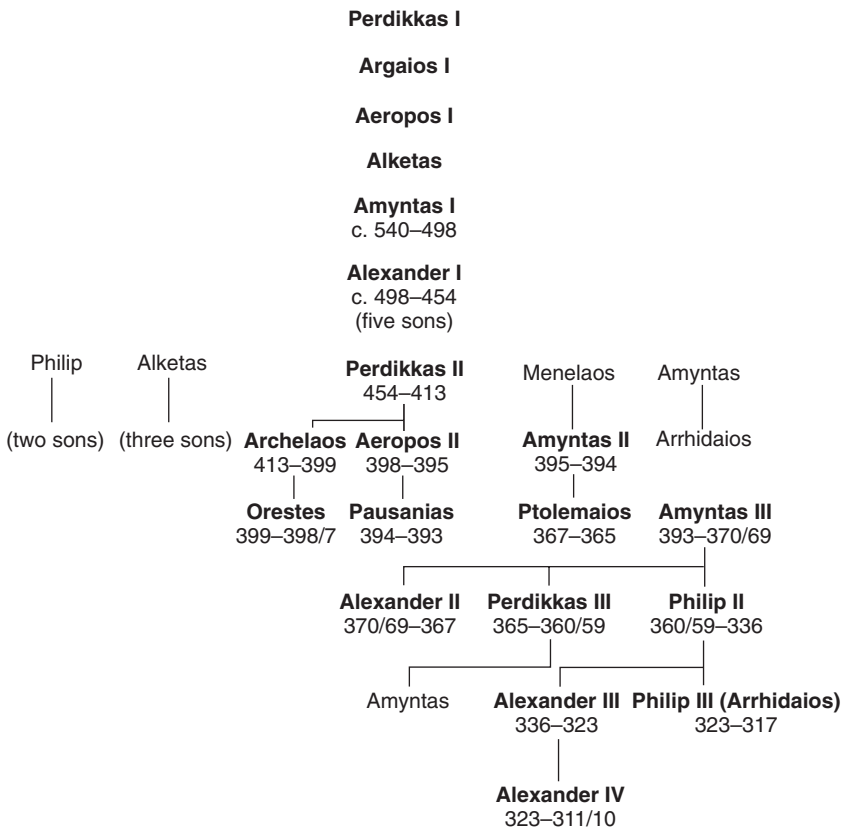 Perdikkas I
Argaios I
Aeropos I
Alketas
Amyntas I
c. 540–498
Alexander I
c. 498–454
(five sons)
Philip Alketas Perdikkas II Menelaos Amyntas
454–413
(two sons) (three sons) Archelaos Aeropos II Amyntas II Arrhidaios
413–399 398–395 395–394
Orestes Pausanias Ptolemaios Amyntas III
399–398/7 394–393 367–365 393–370/69
Alexander II Perdikkas III Philip II
370/69–367 365–360/59 360/59–336
Amyntas Alexander III Philip III (Arrhidaios)
336–323 323–317
Alexander IV
323–311/10